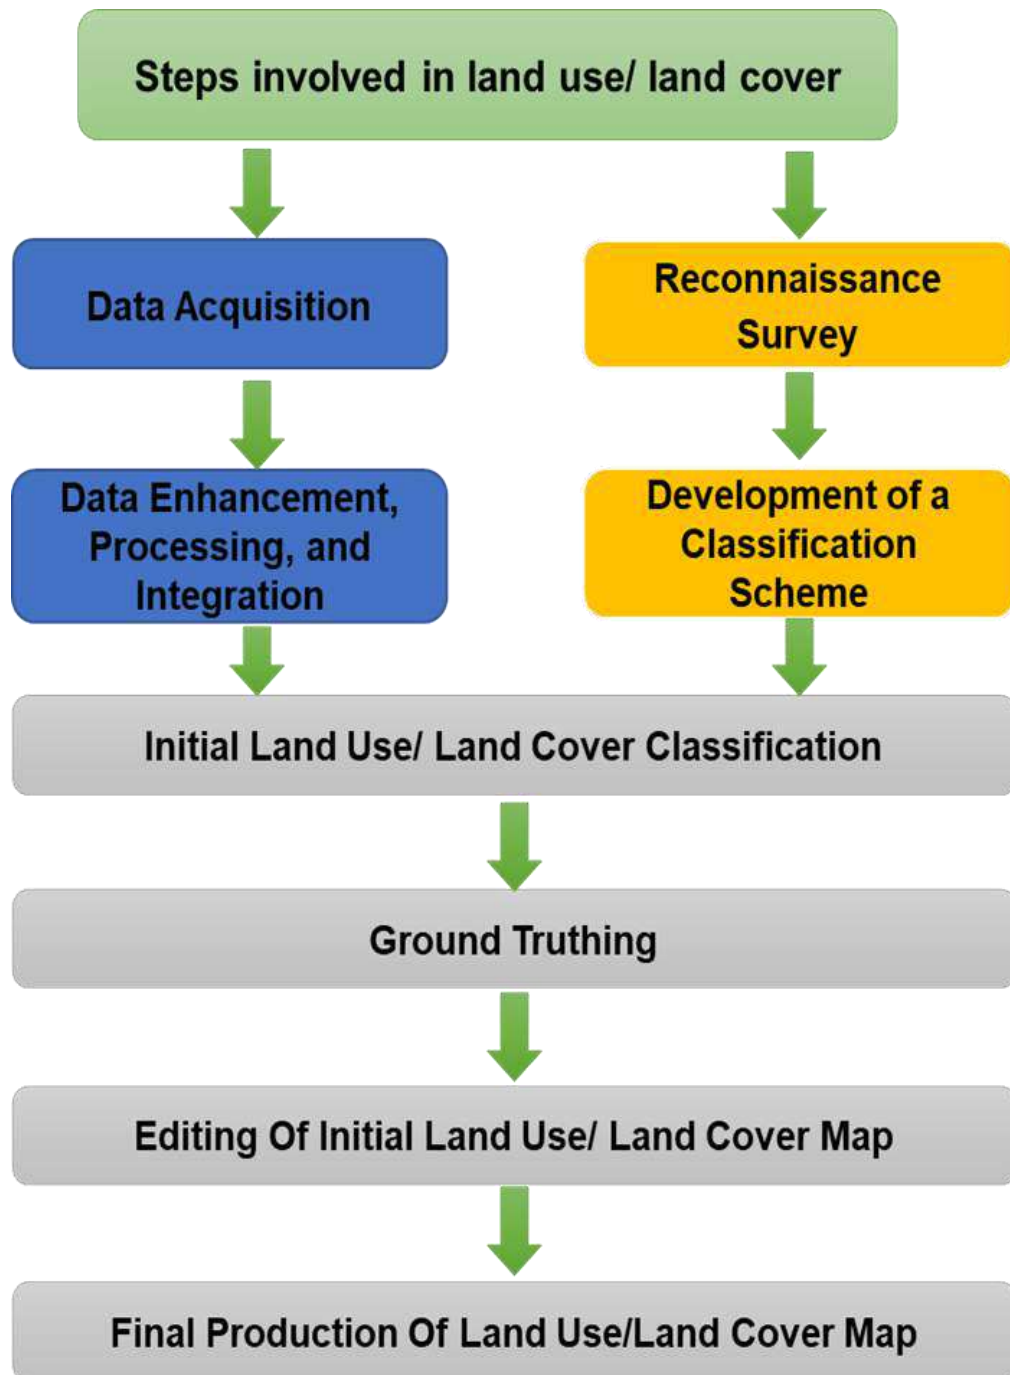 Steps involved in land use/ land cover
Data Acquisition
Reconnaissance
Survey
Data Enhancement,
Processing, and
Integration
Development of a
Classification
Scheme
Initial Land Use/ Land Cover Classification
Ground Truthing
Editing Of Initial Land Use/ Land Cover Map
Final Production Of Land Use/Land Cover Map